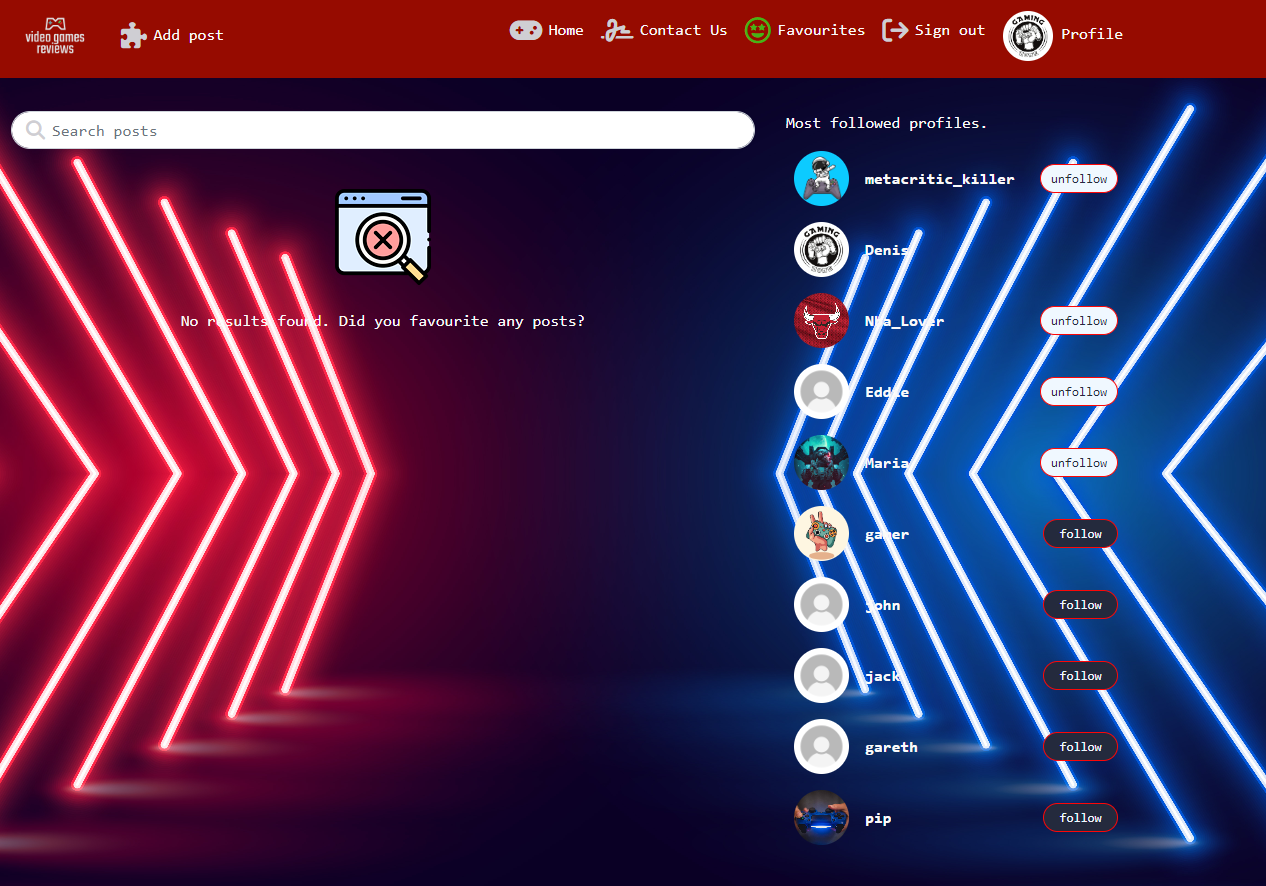 video games
reviews
Add post
Home
Contact Us
Favourites
Sign out
GAMING
Profile
Search posts
No results found. Did you favourite any posts?
Most followed profiles.
metacritic_killer
unfollow
GAMING
Denis
Nba_Lover
unfollow
Eddie
unfollow
Maria
unfollow
gamer
follow
john
follow
jack
follow
gareth
follow
pip
follow